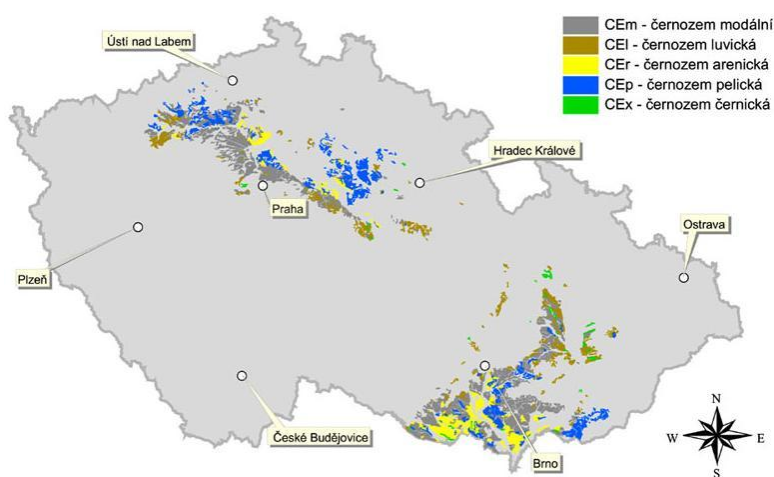 CEm - černozem modální
CEl - černozem luvická
CEr - černozem arenická
CEp - černozem pelická
CEx - černozem černická
Ústí nad Labem
Hradec Králové
Praha
Ostrava
Plzeň
České Budějovice
Brno
N
W E
S